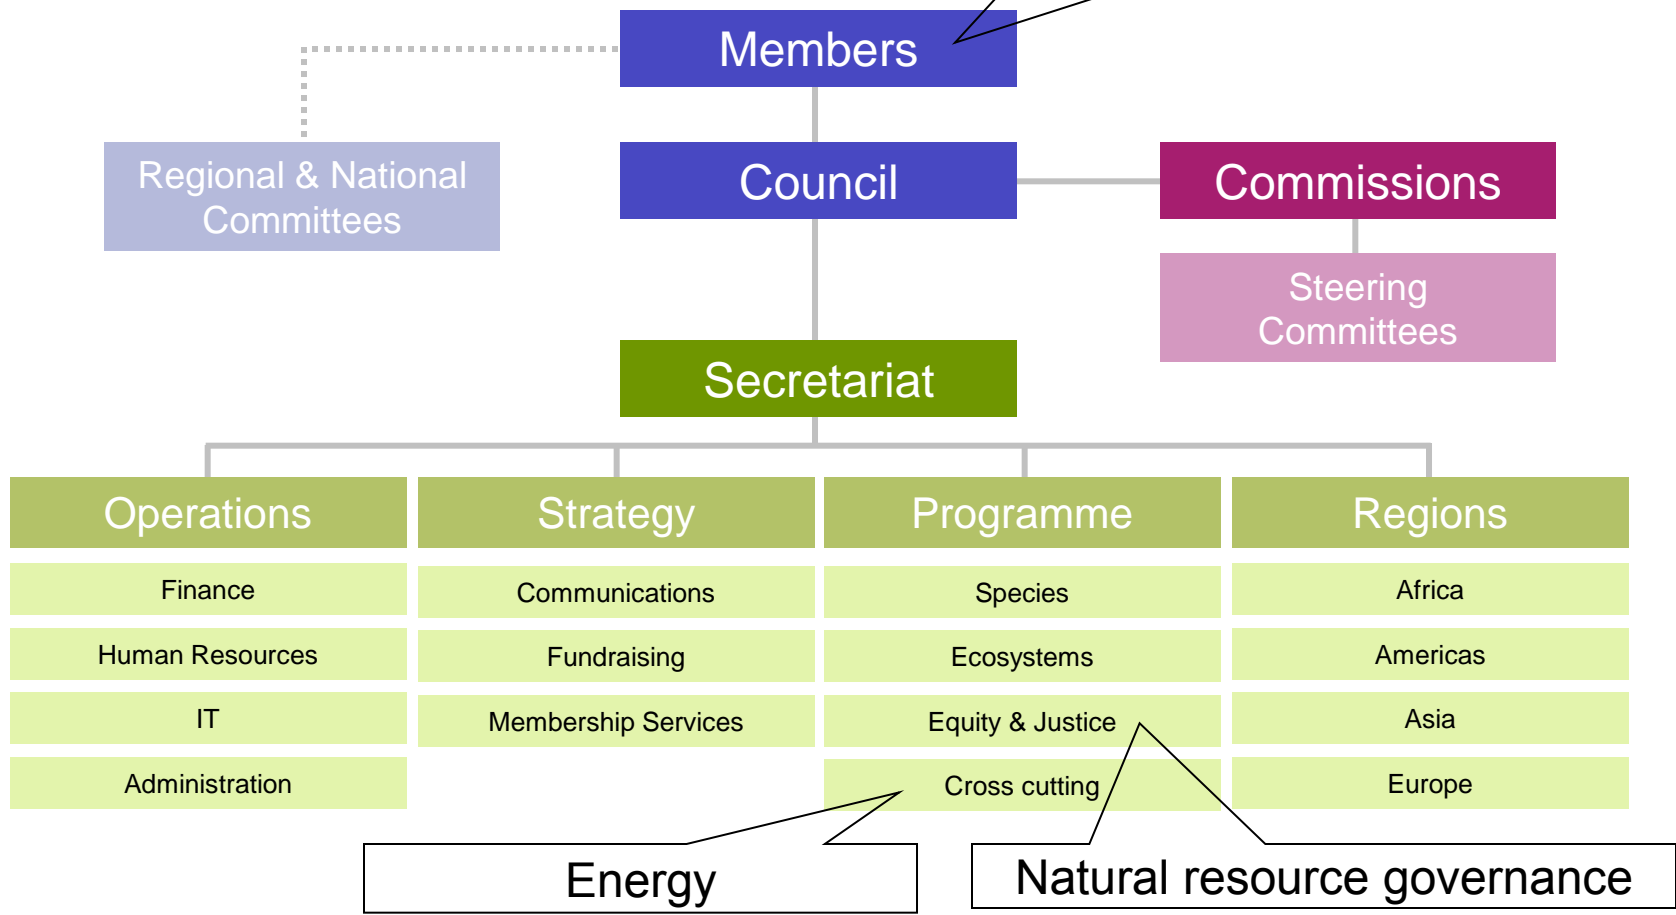 Members
Regional & National
Committees
Council
Commissions
Steering
Committees
Secretariat
Operations
Strategy
Programme
Regions
Finance
Communications
Species
Africa
Human Resources
Fundraising
Ecosystems
Americas
IT
Membership Services
Equity & Justice
Asia
Administration
Cross cutting
Europe
Energy
Natural resource governance